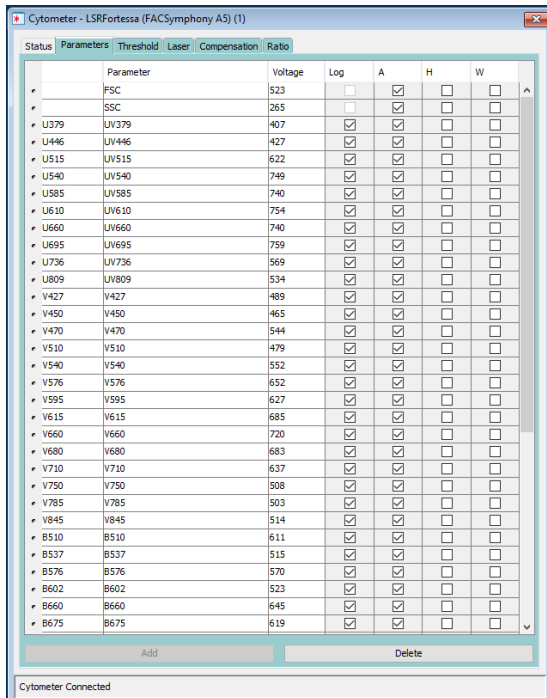 Cytometer - LSRFortessa (FACSymphony A5) (1)
Status Parameters Threshold Laser Compensation Ratio
Parameter Voltage Log A H W
FSC 523
SSC 265
U379 UV379 407
U446 UV446 427
U515 UV515 622
U540 UV540 749
U585 UV585 740
U610 UV610 754
U660 UV660 740
U695 UV695 759
U736 UV736 569
U809 UV809 534
V427 V427 489
V450 V450 465
V470 V470 544
V510 V510 479
V540 V540 552
V576 V576 652
V595 V595 627
V615 V615 685
V660 V660 720
V680 V680 683
V710 V710 637
V750 V750 508
V785 V785 503
V845 V845 514
B510 B510 611
B537 B537 515
B576 B576 570
B602 B602 523
B660 B660 645
B675 B675 619
Add Delete
Cytometer Connected